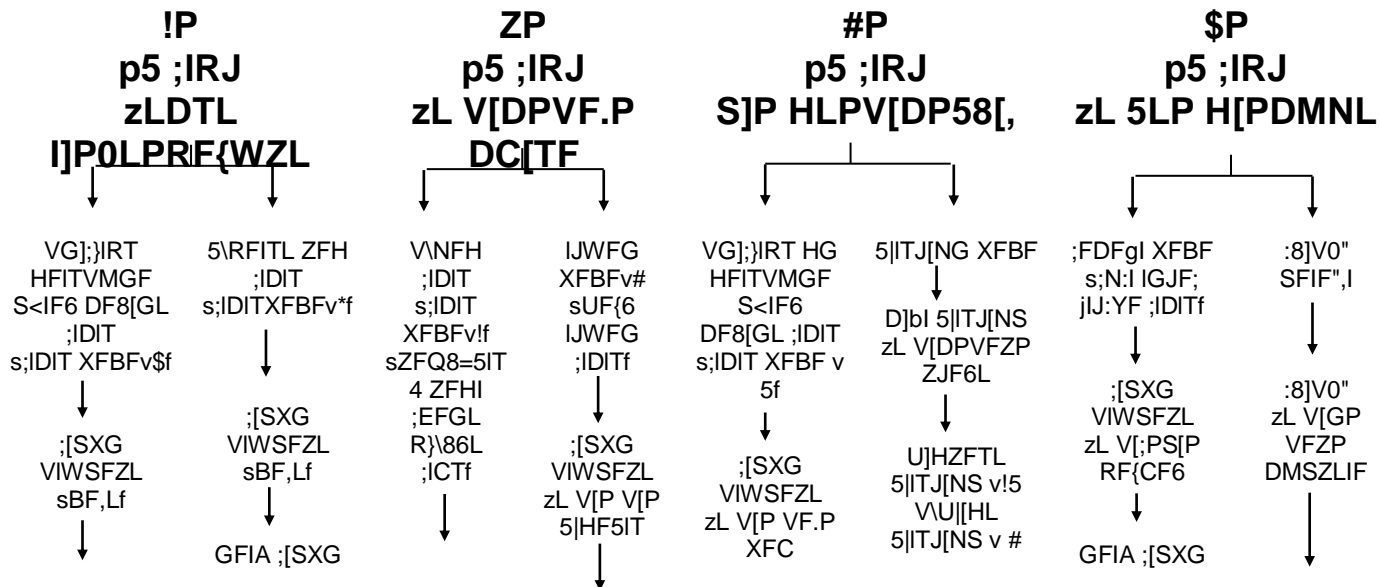 !P
p5 ;IRJ
zLDTL
I]P0LPRF{WZL
VG];}IRT
HFITVMGF
S<IF6 DF8[GL
;IDIT
s;IDIT XFBFv$f
;[SXG
VIWSFZL
sBF,Lf
5\RFITL ZFH
;IDIT
s;IDITXFBFv*f
;[SXG
VIWSFZL
sBF,Lf
GFIA ;[SXG
ZP
p5 ;IRJ
zL V[DPVF.P
DC[TF
V\NFH
;IDIT
s;IDIT
XFBFv!f
sZFQ8=5IT
4 ZFHI
;EFGL
R}\86L
;ICTf
IJWFG
XFBFv#
sUF{6
IJWFG
;IDITf
;[SXG
VIWSFZL
zL V[P V[P
5|HF5IT
#P
p5 ;IRJ
S]P HLPV[DP58[,
VG];}IRT HG
HFITVMGF
S<IF6
DF8[GL ;IDIT
s;IDIT XFBF v
5f
;[SXG
VIWSFZL
zL V[P VF.P
XFC
5|ITJ[NG XFBF
D]bI 5|ITJ[NS
zL V[DPVFZP
ZJF6L
U]HZFTL
5|ITJ[NS v!5
V\U|[HL
5|ITJ[NS v #
$P
p5 ;IRJ
zL 5LP H[PDMNL
;FDFgI XFBF
s;N:I IGJF;
jIJ:YF ;IDITf
;[SXG
VIWSFZL
zL V[;PS[P
RF{CF6
GFIA ;[SXG
:8]V0"
SFIF",I
:8]V0"
zL V[GP
VFZP
DMSZLIF